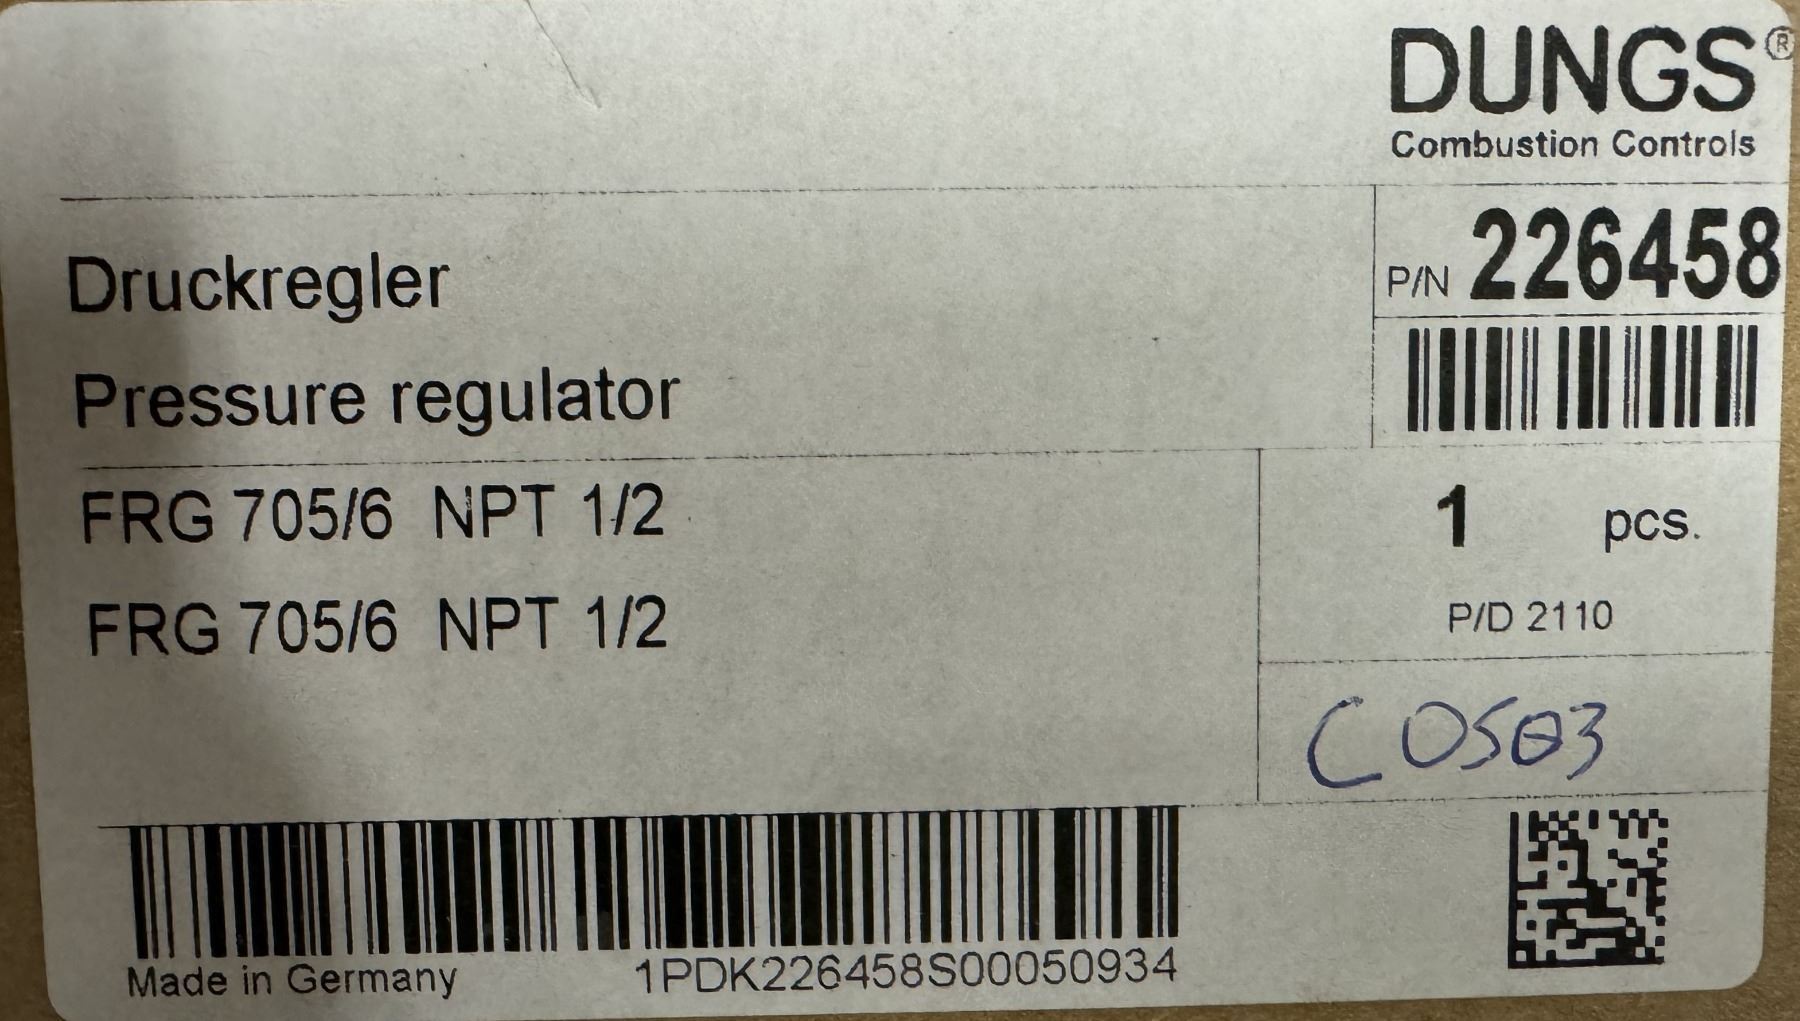 DUNGS®
Combustion Controls
P/N 226458
Druckregler
Pressure regulator
FRG 705/6 NPT 1/2
FRG 705/6 NPT 1/2
1 pcs.
P/D 2110
C0503
Made in Germany
1PDK226458S00050934